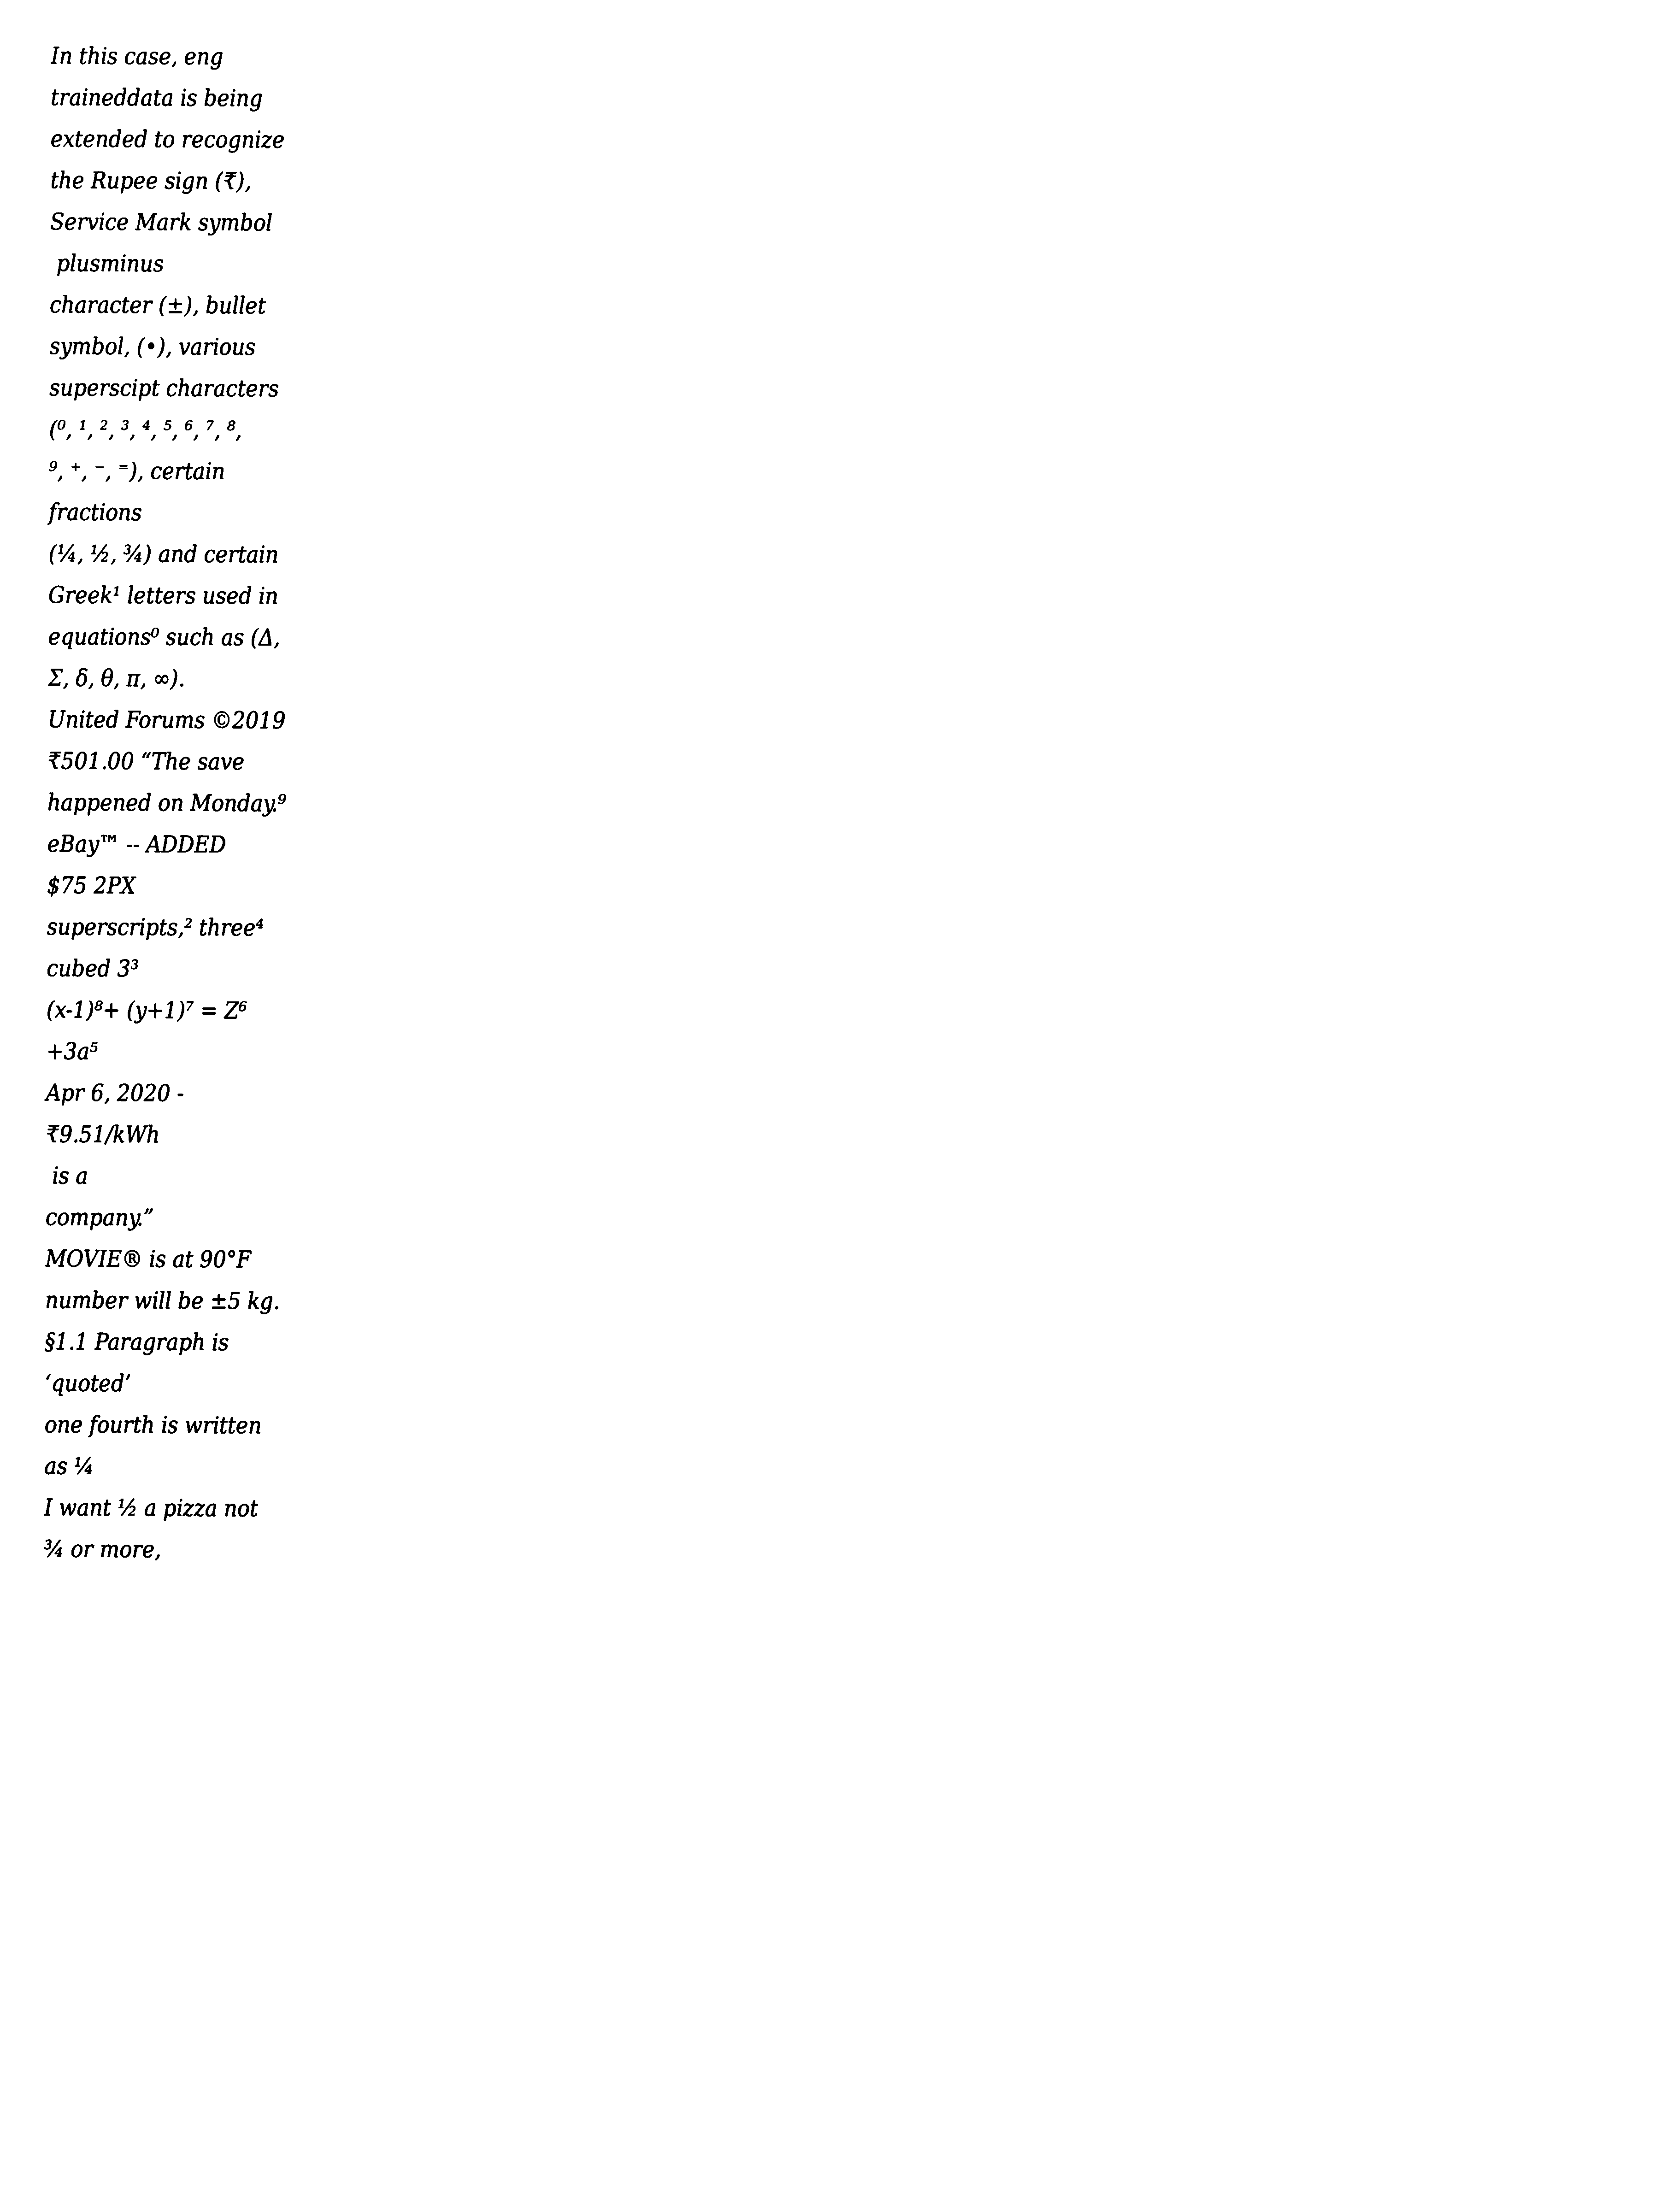 In this case, eng
traineddata is being
extended to recognize
the Rupee sign (₹),
Service Mark symbol
plusminus
character (±), bullet
symbol, (•), various
superscipt characters
(⁰, ¹, ², ³, ⁴, ⁵, ⁶, ⁷, ⁸,
⁹, ⁺, ⁻, ⁼), certain
fractions
(¼, ½, ¾) and certain
Greek¹ letters used in
equations⁰ such as (Δ,
Σ, δ, θ, π, ∞).
United Forums ©2019
₹501.00 “The save
happened on Monday.⁹
eBay™ -- ADDED
$75 2PX
superscripts,² three⁴
cubed 3³
(x-1)⁸+ (y+1)⁷ = Z⁶
+3a⁵
Apr 6, 2020 -
₹9.51/kWh
is a
company.”
MOVIE® is at 90°F
number will be ±5 kg.
§1.1 Paragraph is
‘quoted’
one fourth is written
as ¼
I want ½ a pizza not
¾ or more,